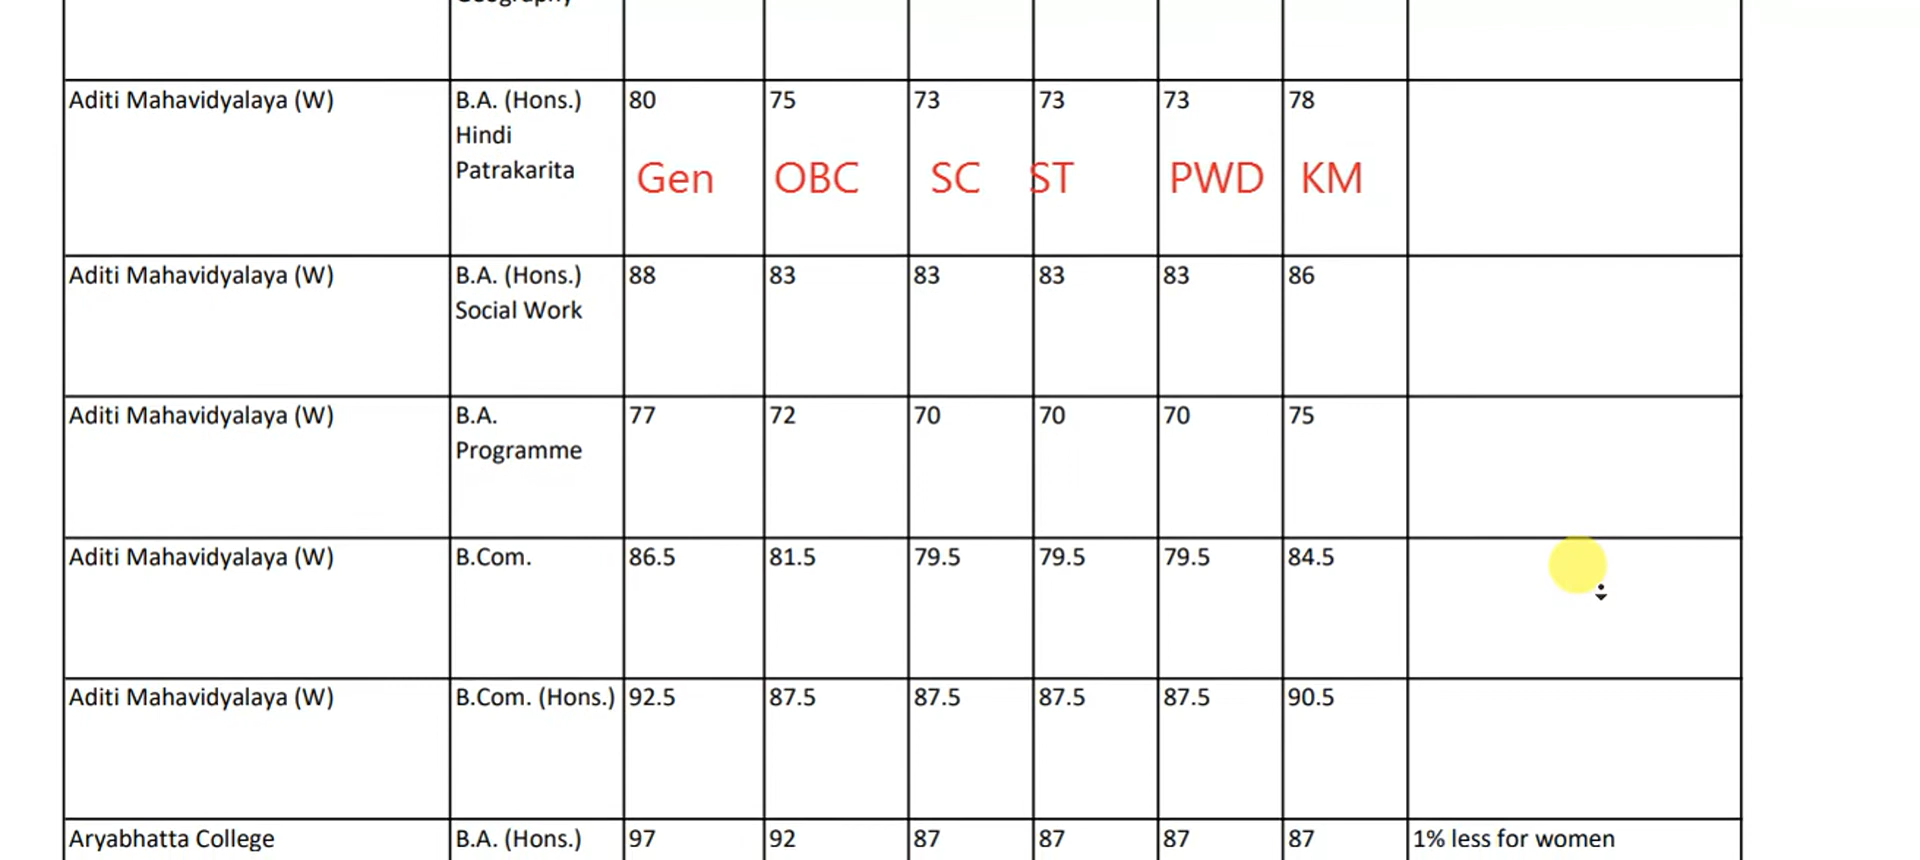 Aditi Mahavidyalaya (W) B.A. (Hons.) 80 75 73 73 73 78
Hindi
Patrakarita
Gen OBC SC ST PWD KM
Aditi Mahavidyalaya (W) B.A. (Hons.) 88 83 83 83 83 86
Social Work
Aditi Mahavidyalaya (W) B.A. 77 72 70 70 70 75
Programme
Aditi Mahavidyalaya (W) B.Com. 86.5 81.5 79.5 79.5 79.5 84.5
Aditi Mahavidyalaya (W) B.Com. (Hons.) 92.5 87.5 87.5 87.5 87.5 90.5
Aryabhatta College B.A. (Hons.) 97 92 87 87 87 87 1% less for women